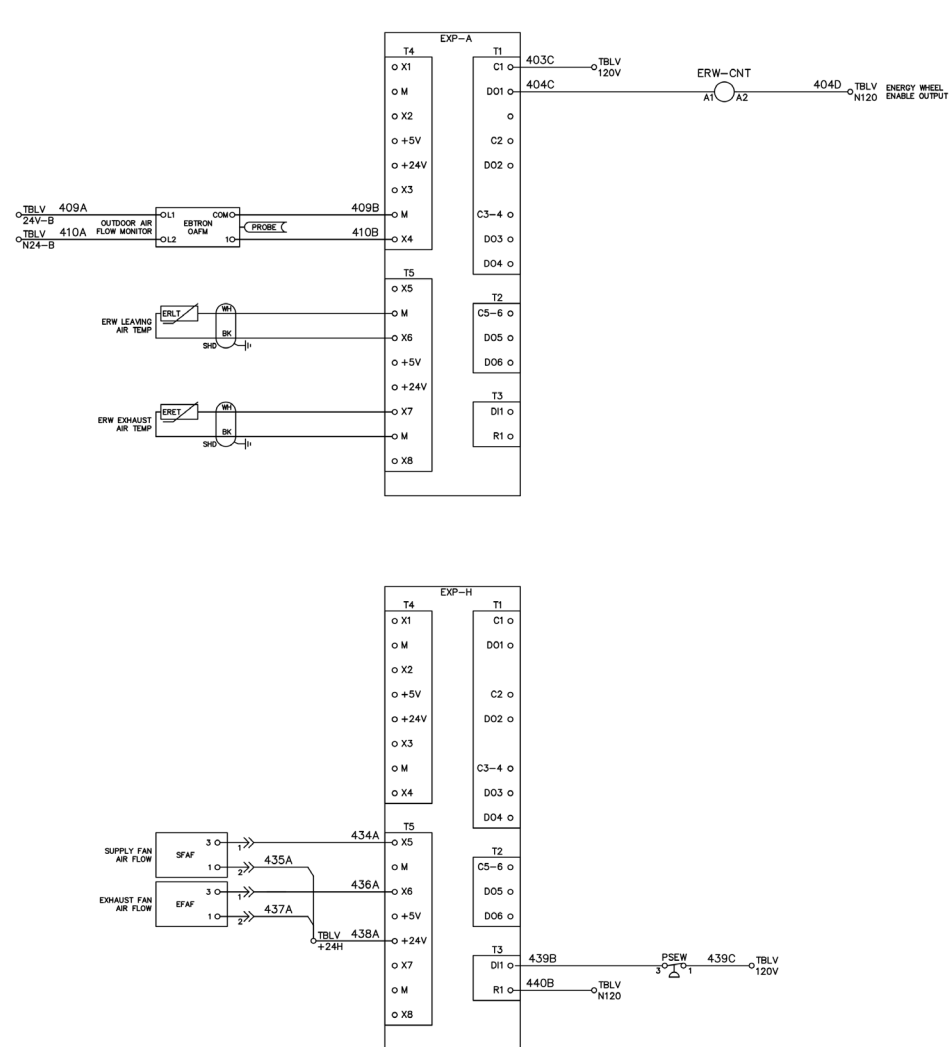 EXP-A
T4 T1
X1 C1 403C TBLV
120V
ERW-CNT
M DO1 404C A1 A2 404D TBLV ENERGY WHEEL
N120 ENABLE OUTPUT
X2
+5V C2
+24V DO2
X3
TBLV 409A L1 COM 409B M C3-4
24V-B
OUTDOOR AIR
FLOW MONITOR
EBTRON
OAFM
PROBE
TBLV 410A L2 1 410B X4 DO3
N24-B
DO4
T5
X5 T2
ERW LEAVING
AIR TEMP
ERLT WH M C5-6
BK X6 DO5
SHD
+5V DO6
+24V T3
ERW EXHAUST
AIR TEMP
ERET WH X7 DI1
BK M R1
SHD
X8
EXP-H
T4 T1
X1 C1
M DO1
X2
+5V C2
+24V DO2
X3
M C3-4
X4 DO3
DO4
T5
SUPPLY FAN
AIR FLOW
SFAF 3 1 434A X5
T2
1 2 435A M C5-6
EXHAUST FAN
AIR FLOW
EFAF 3 1 436A X6 DO5
1 2 437A +5V DO6
TBLV 438A +24V
+24H
T3
X7 DI1 439B 3 PSEW 1 439C TBLV
120V
M R1 440B TBLV
N120
X8